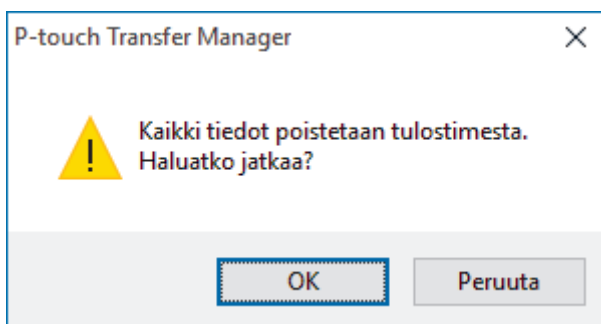 P-touch Transfer Manager
Kaikki tiedot poistetaan tulostimesta.
Haluatko jatkaa?
OK
Peruuta